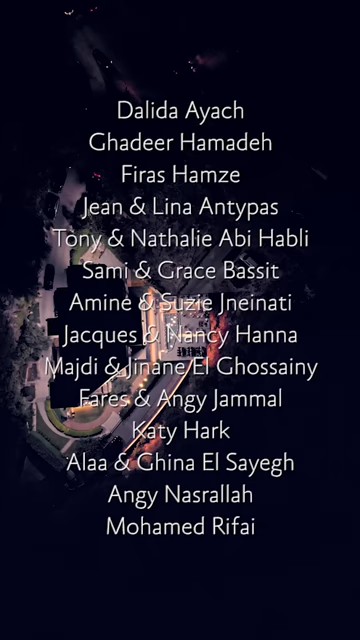 Dalida Ayach
Ghadeer Hamadeh
Firas Hamze
Jean & Lina Antypas
Tony & Nathalie Abi Habli
Sami & Grace Bassit
Amine & Suzie Jneinati
Jacques & Nancy Hanna
Majdi & Jinane El Ghossainy
Fares & Angy Jammal
Katy Hark
Alaa & Ghina El Sayegh
Angy Nasrallah
Mohamed Rifai